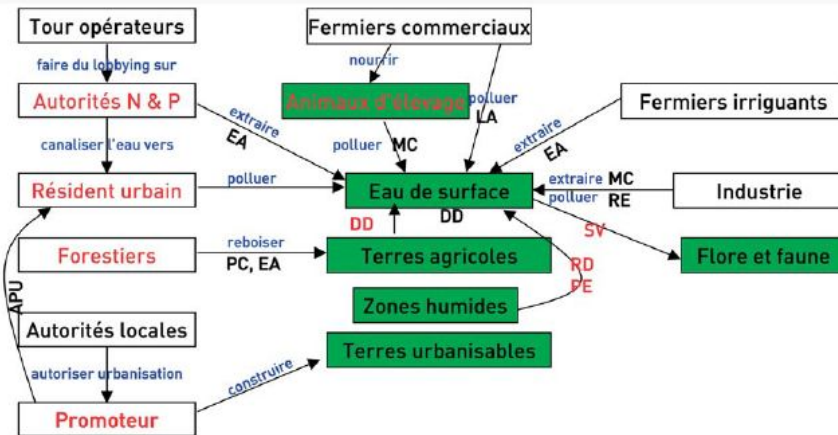 Tour opérateurs
Fermiers commerciaux
faire du lobbying sur
nourrir
Autorités N & P
Animaux d'élevage
polluer
LA
Fermiers irriguants
extraire
EA
extraire
EA
canaliser l'eau vers
polluer MC
Résident urbain
polluer
Eau de surface
extraire MC
polluer RE
Industrie
DD
DD
SV
Forestiers
reboiser
PC, EA
Terres agricoles
RD
PE
Flore et faune
APU
Zones humides
Autorités locales
Terres urbanisables
autoriser urbanisation
construire
Promoteur